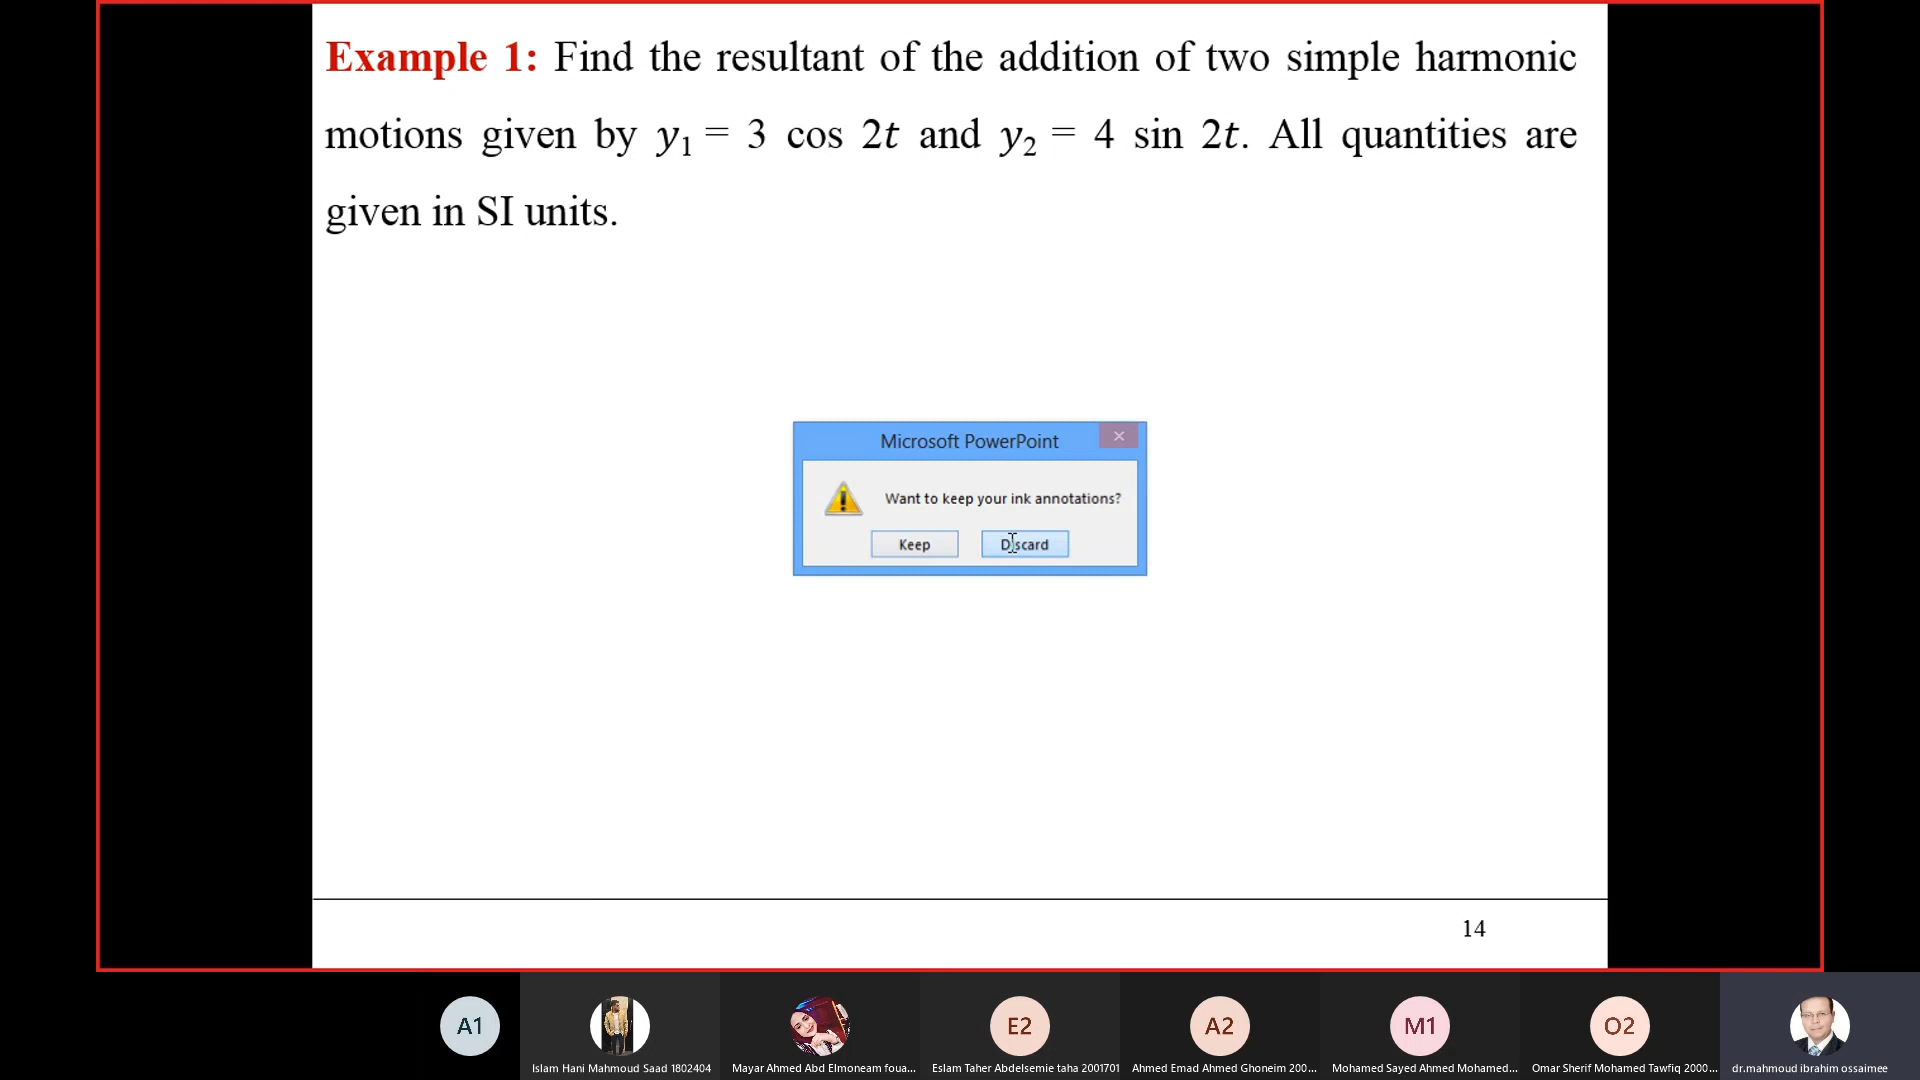 Example 1: Find the resultant of the addition of two simple harmonic
motions given by y₁ = 3 cos 2t and y₂ = 4 sin 2t. All quantities are
given in SI units.
Microsoft PowerPoint
Want to keep your ink annotations?
Keep Discard
14
A1 E2 A2 M1 O2
Islam Hani Mahmoud Saad 1802404 Mayar Ahmed Abd Elmoneam foua... Eslam Taher Abdelsemie taha 2001701 Ahmed Emad Ahmed Ghoneim 200... Mohamed Sayed Ahmed Mohamed... Omar Sherif Mohamed Tawfiq 2000... dr.mahmoud ibrahim ossaimee